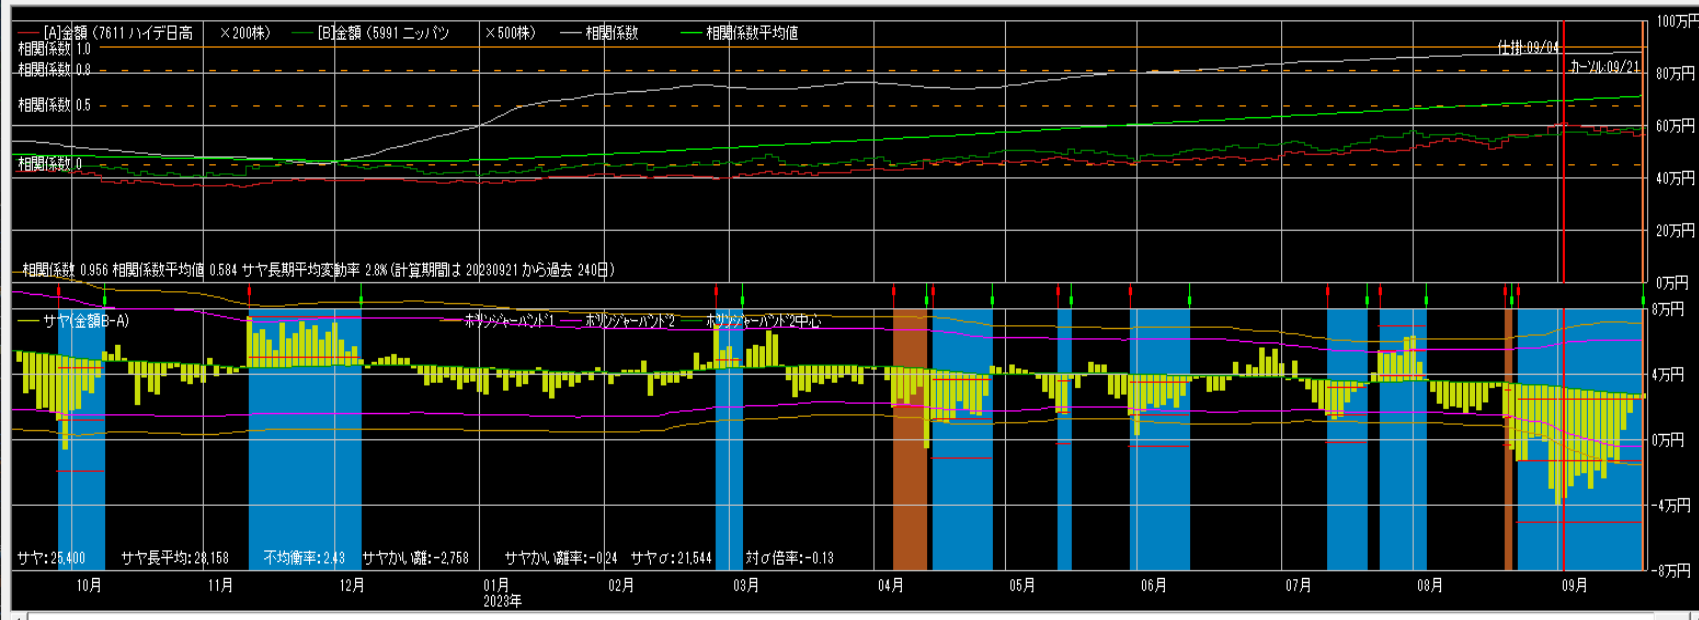 [A]金額 (7611 ハイデ日高 ×200株) [B]金額 (5991 ニッパツ ×500株) 相関係数 相関係数平均値
100万円
相関係数 1.0
仕掛:09/04
相関係数 0.8
カーソル:09/21
80万円
相関係数 0.5
60万円
相関係数 0
40万円
20万円
相関係数 0.956 相関係数平均値 0.584 サヤ長期平均変動率 2.8% (計算期間は 20230921 から過去 240日)
0万円
サヤ(金額B-A) ボリンジャーバンド1 ボリンジャーバンド2 ボリンジャーバンド2中心
8万円
4万円
0万円
-4万円
サヤ:25,400 サヤ長平均:28,158 不均衡率:2.43 サヤかい離:-2,758 サヤかい離率:-0.24 サヤσ:21,544 対σ倍率:-0.13
-8万円
10月 11月 12月 01月 02月 03月 04月 05月 06月 07月 08月 09月
2023年